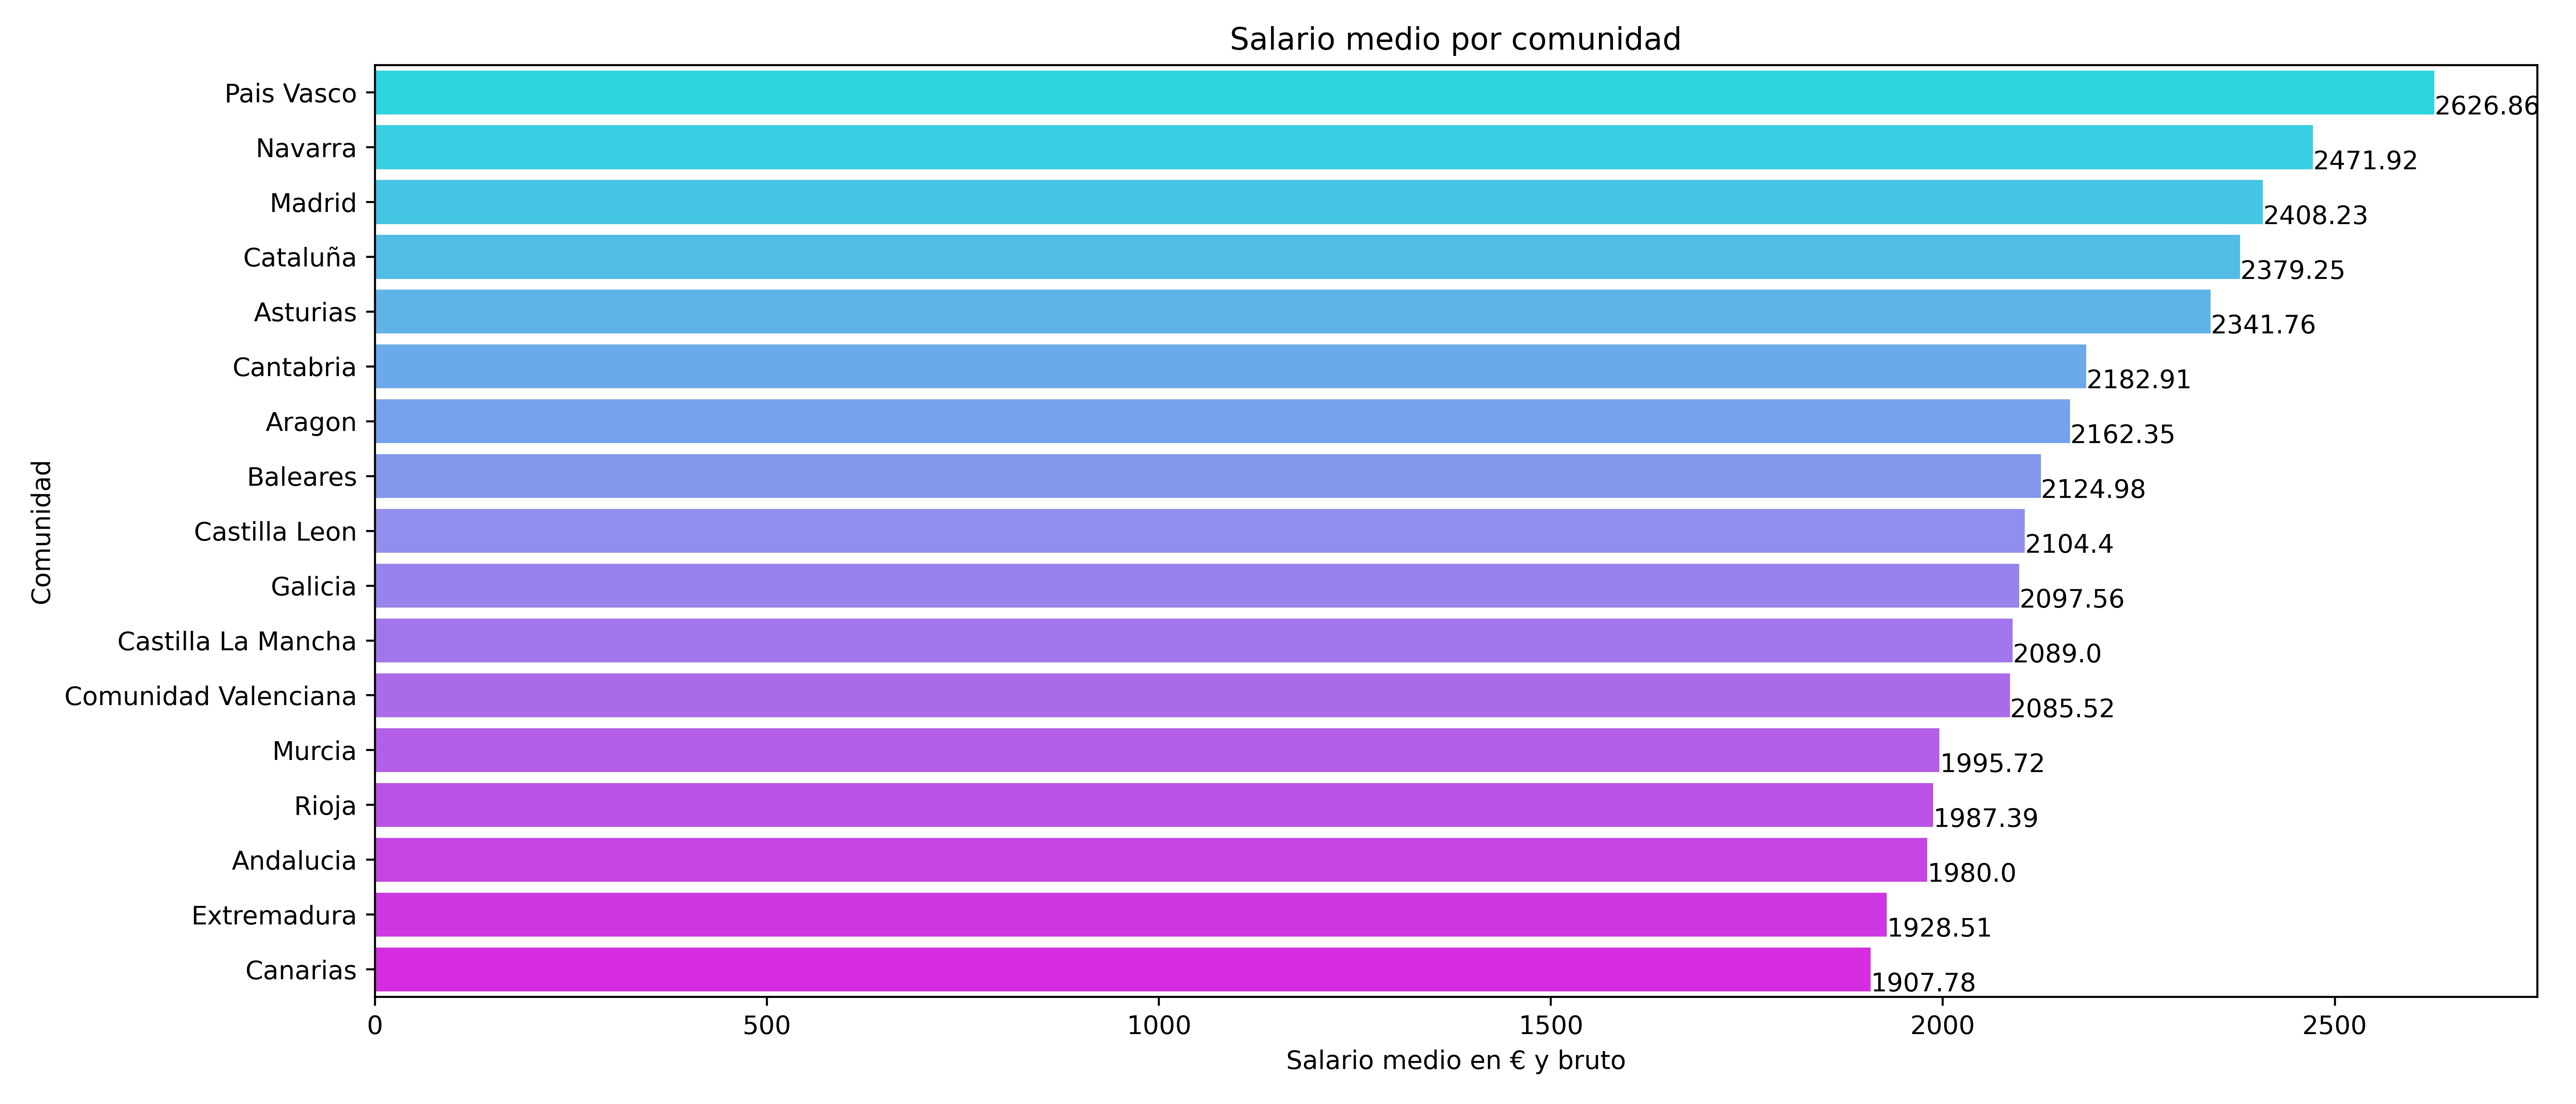 Salario medio por comunidad
Pais Vasco 2626.86
Navarra 2471.92
Madrid 2408.23
Cataluña 2379.25
Asturias 2341.76
Cantabria 2182.91
Aragon 2162.35
Baleares 2124.98
Castilla Leon 2104.4
Galicia 2097.56
Castilla La Mancha 2089.0
Comunidad Valenciana 2085.52
Murcia 1995.72
Rioja 1987.39
Andalucia 1980.0
Extremadura 1928.51
Canarias 1907.78
Comunidad
0 500 1000 1500 2000 2500
Salario medio en € y bruto